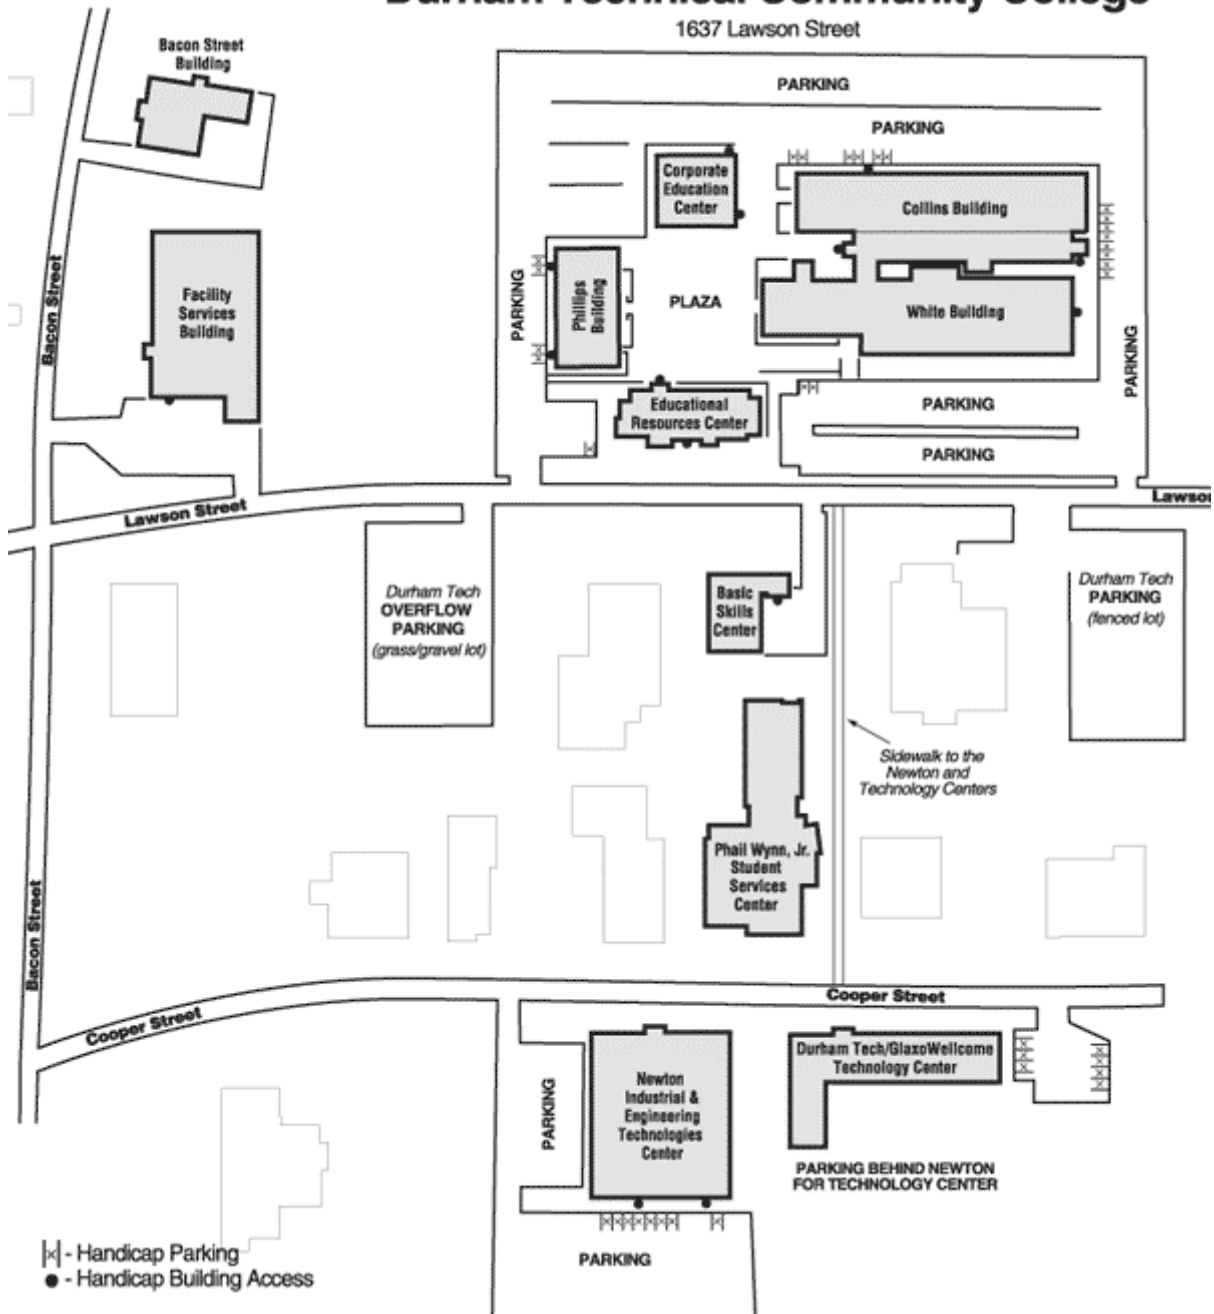 Durham Technical Community College
1637 Lawson Street
Bacon Street
Building
PARKING
PARKING
Corporate
Education
Center
Collins Building
Facility
Services
Building
Bacon Street
PARKING
Phillips
Building
PLAZA
White Building
PARKING
Educational
Resources Center
PARKING
PARKING
Lawson Street
Lawson
Durham Tech
OVERFLOW
PARKING
(grass/gravel lot)
Basic
Skills
Center
Durham Tech
PARKING
(fenced lot)
Sidewalk to the
Newton and
Technology Centers
Phail Wynn, Jr.
Student
Services
Center
Bacon Street
Cooper Street
Cooper Street
PARKING
Newton
Industrial &
Engineering
Technologies
Center
Durham Tech/GlaxoWellcome
Technology Center
PARKING BEHIND NEWTON
FOR TECHNOLOGY CENTER
PARKING
- Handicap Parking
- Handicap Building Access